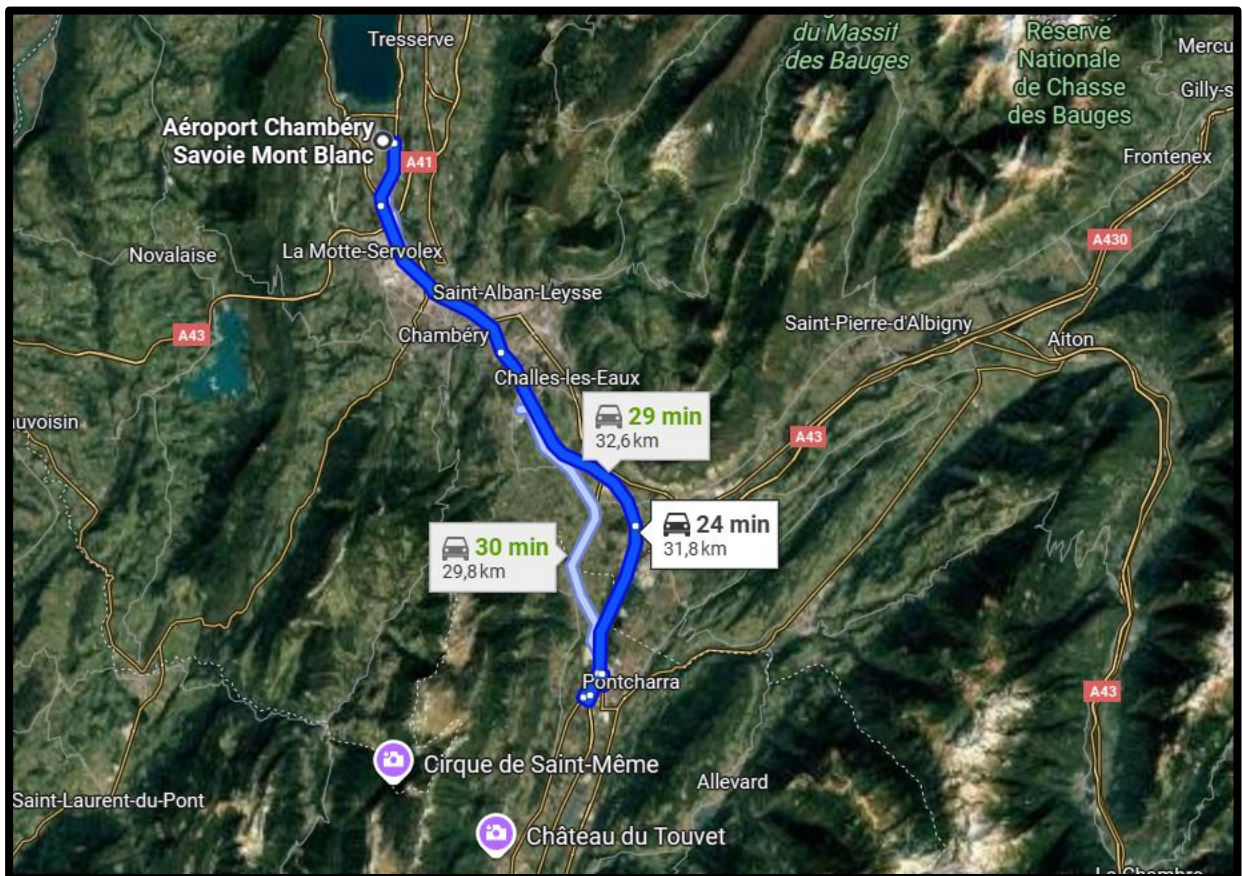 du Massif
des Bauges
Réserve
Nationale
de Chasse
des Bauges
Mercu
Gilly-s
Tresserve
Aéroport Chambéry
Savoie Mont Blanc
A41
Frontenex
A430
Novalaise
La Motte-Servolex
Saint-Alban-Leysse
Chambéry
A43
Saint-Pierre-d'Albigny
Aiton
Challes-les-Eaux
uvoisin
29 min
32,6 km
A43
24 min
31,8 km
30 min
29,8 km
Pontcharra
A43
Cirque de Saint-Même
Allevard
Saint-Laurent-du-Pont
Château du Touvet
La Chambre